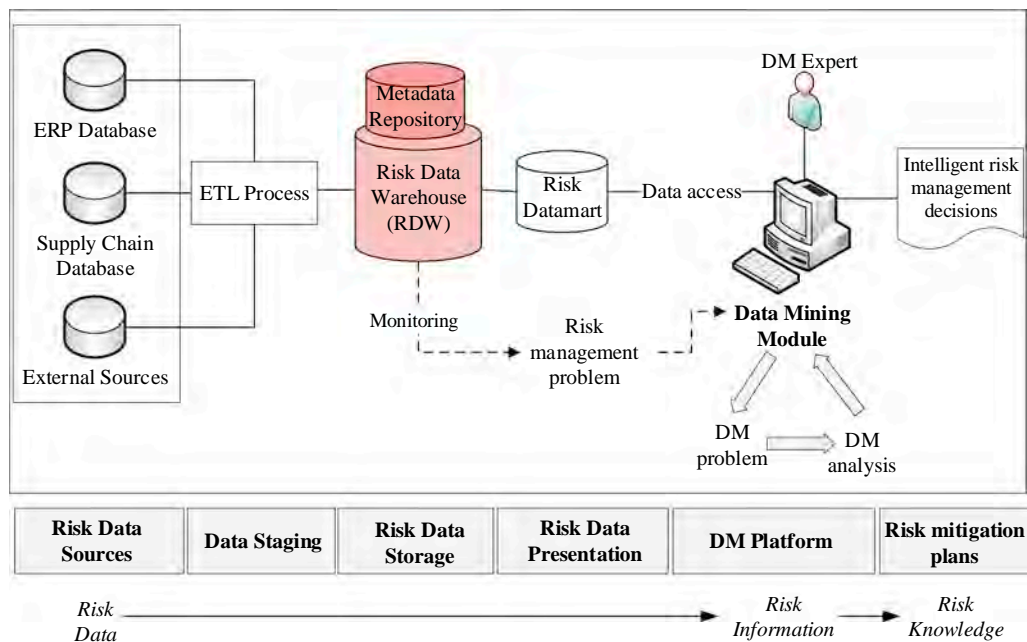 ERP Database
Supply Chain
Database
External Sources
ETL Process
Metadata
Repository
Risk Data
Warehouse
(RDW)
Monitoring
Risk
Datamart
Risk
management
problem
Data access
DM Expert
Data Mining
Module
DM
problem
DM
analysis
Intelligent risk
management
decisions
Risk Data
Sources
Data Staging
Risk Data
Storage
Risk Data
Presentation
DM Platform
Risk mitigation
plans
Risk
Data
Risk
Information
Risk
Knowledge